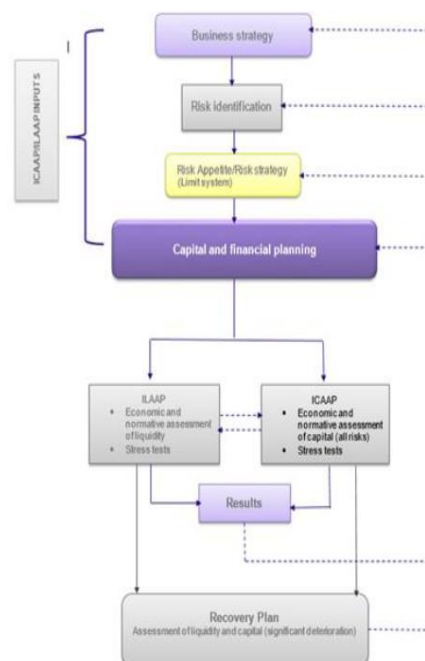 Business strategy
ICAAP/ILAAP INPUTS
Risk identification
Risk Appetite/Risk strategy
(Limit system)
Capital and financial planning
ILAAP
Economic and
normative assessment
of liquidity
Stress tests
ICAAP
Economic and
normative assessment
of capital (all risks)
Stress tests
Results
Recovery Plan
Assessment of liquidity and capital (significant deterioration)